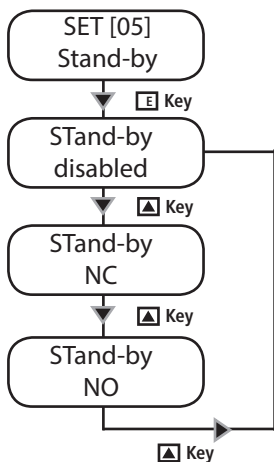 SET [05]
Stand-by
E Key
STand-by
disabled
Key
STand-by
NC
Key
STand-by
NO
Key